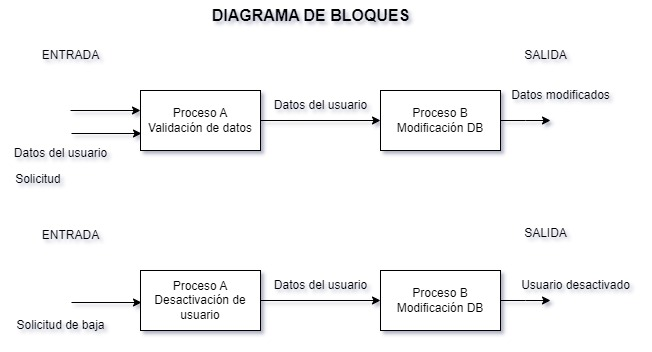 DIAGRAMA DE BLOQUES
ENTRADA
SALIDA
Datos modificados
Proceso A
Validación de datos
Datos del usuario
Proceso B
Modificación DB
Datos del usuario
Solicitud
ENTRADA
SALIDA
Proceso A
Desactivación de
usuario
Datos del usuario
Proceso B
Modificación DB
Usuario desactivado
Solicitud de baja